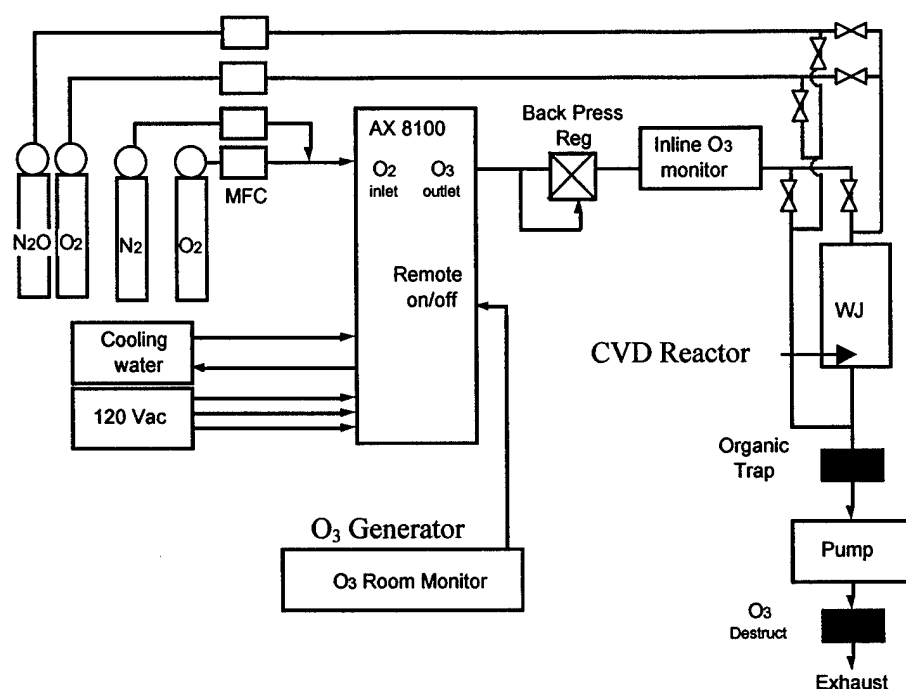 AX 8100
Back Press
Reg
Inline O3
monitor
O2
inlet
O3
outlet
MFC
N2O
O2
N2
O2
Remote
on/off
WJ
Cooling
water
CVD Reactor
120 Vac
Organic
Trap
O3 Generator
O3 Room Monitor
Pump
O3
Destruct
Exhaust